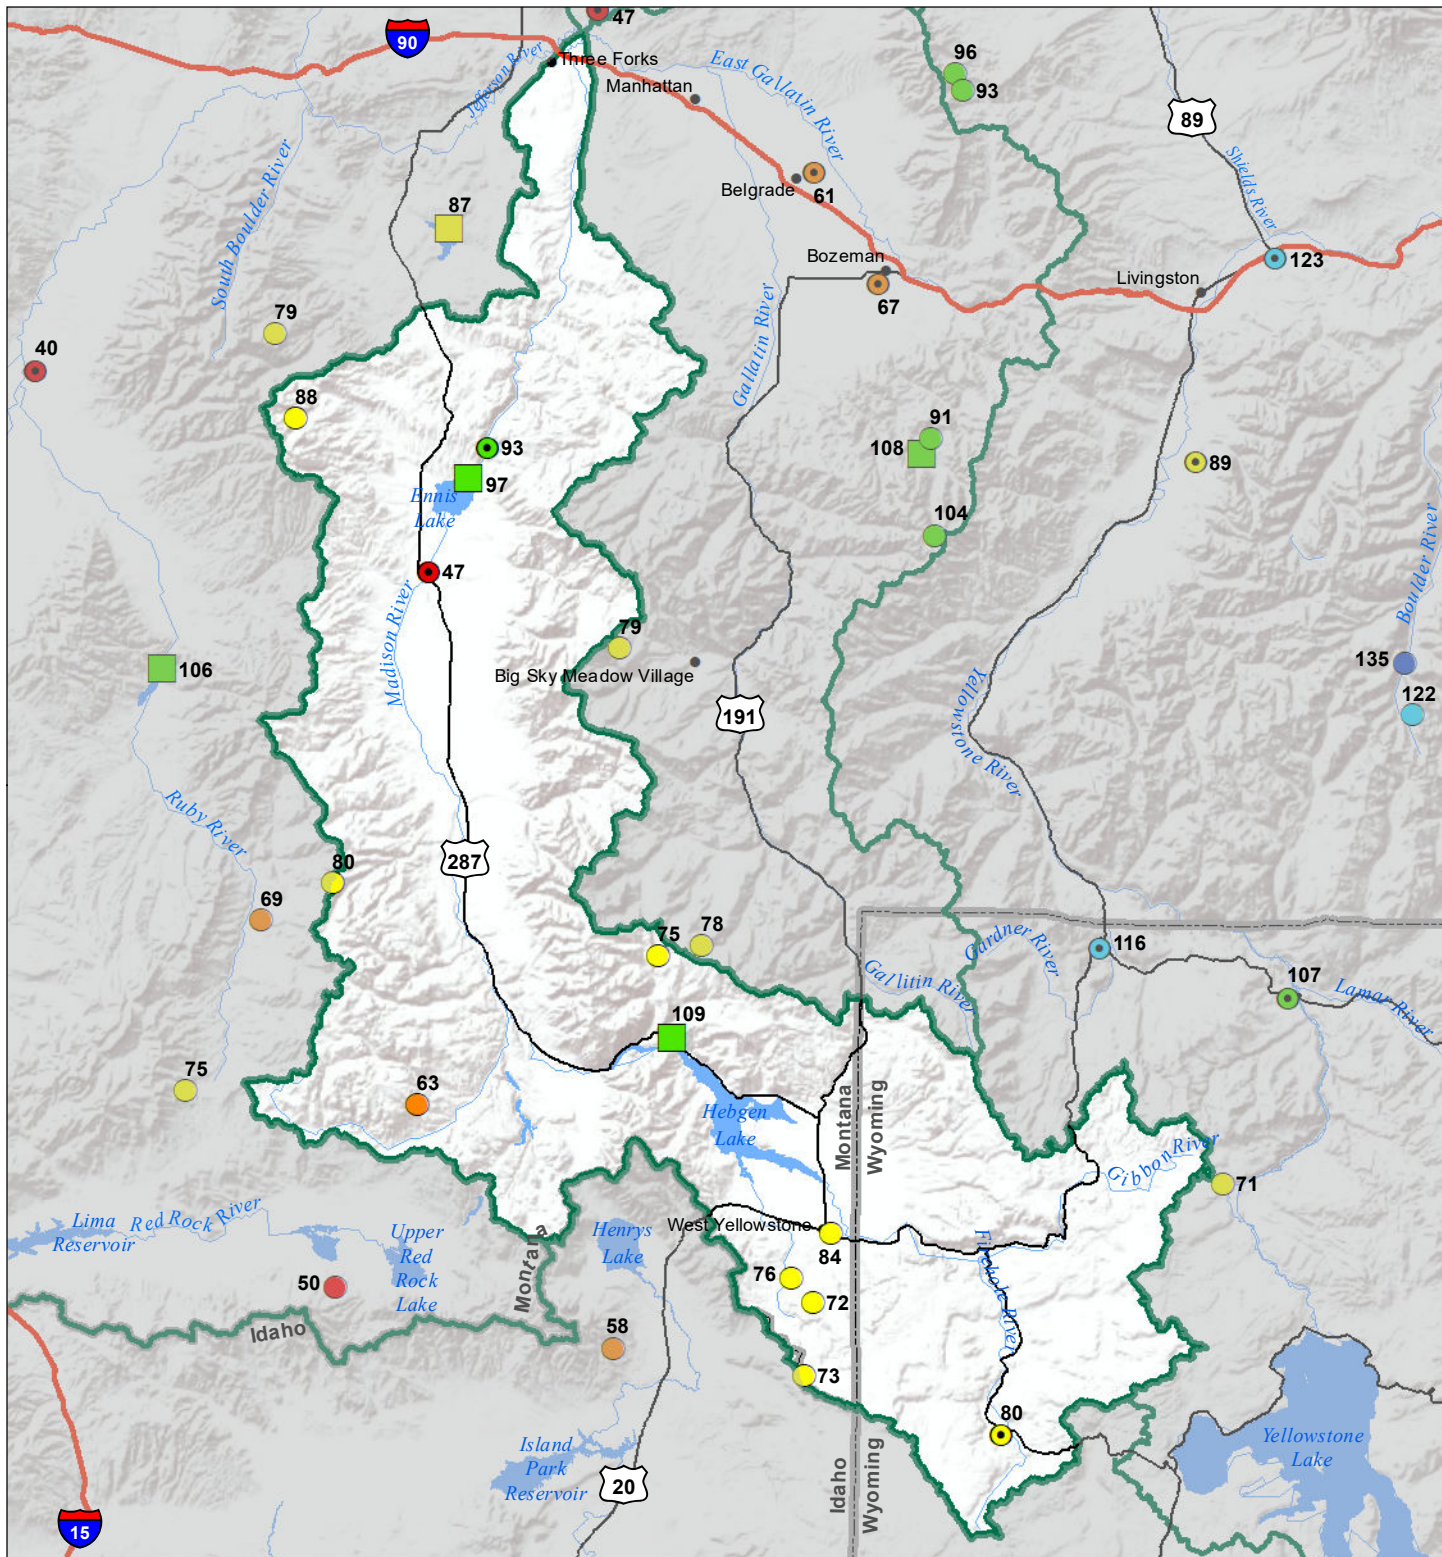 47
90
Three Forks
Jefferson River
Manhattan
East Gallatin River
96
93
89
Shields River
South Boulder River
87
Belgrade
61
Bozeman
67
Livingston
123
79
40
Gallatin River
88
93
97
Ennis
Lake
91
108
89
104
47
Madison River
Boulder River
79
Big Sky Meadow Village
106
135
122
191
Yellowstone River
Ruby River
287
80
69
75
78
Gallitin River
Gardner River
116
107
Lamar River
109
75
63
Hebgen
Lake
Montana
Wyoming
Gibbon River
71
Lima
Reservoir
Red Rock River
Upper
Red
Rock
Lake
Montana
Henrys
Lake
West Yellowstone
84
Firehole River
76
72
50
Idaho
58
73
80
Island
Park
Reservoir
20
Idaho
Wyoming
Yellowstone
Lake
15